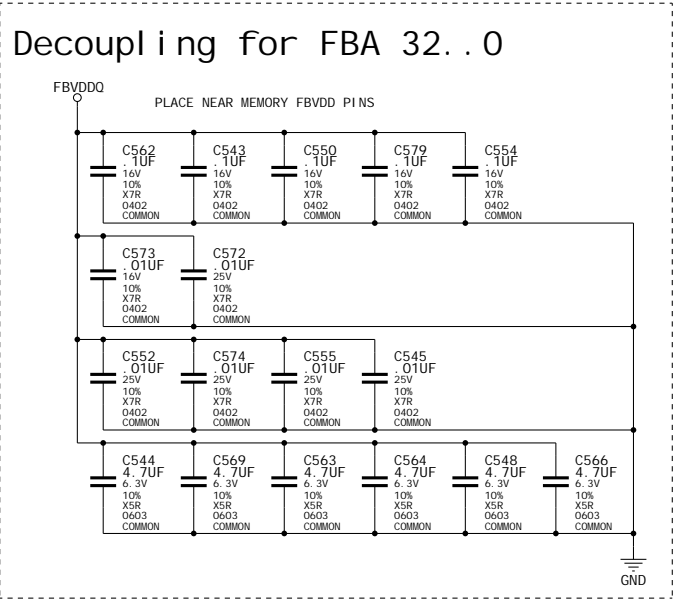 Decoupling for FBA 32..0
FBVDDQ
PLACE NEAR MEMORY FBVDD PINS
C562 C543 C550 C579 C554
.1UF .1UF .1UF .1UF .1UF
16V 16V 16V 16V 16V
10% 10% 10% 10% 10%
X7R X7R X7R X7R X7R
0402 0402 0402 0402 0402
COMMON COMMON COMMON COMMON COMMON
C573 C572
.01UF .01UF
16V 25V
10% 10%
X7R X7R
0402 0402
COMMON COMMON
C552 C574 C555 C545
.01UF .01UF .01UF .01UF
25V 25V 25V 25V
10% 10% 10% 10%
X7R X7R X7R X7R
0402 0402 0402 0402
COMMON COMMON COMMON COMMON
C544 C569 C563 C564 C548 C566
4.7UF 4.7UF 4.7UF 4.7UF 4.7UF 4.7UF
6.3V 6.3V 6.3V 6.3V 6.3V 6.3V
10% 10% 10% 10% 10% 10%
X5R X5R X5R X5R X5R X5R
0603 0603 0603 0603 0603 0603
COMMON COMMON COMMON COMMON COMMON COMMON
GND